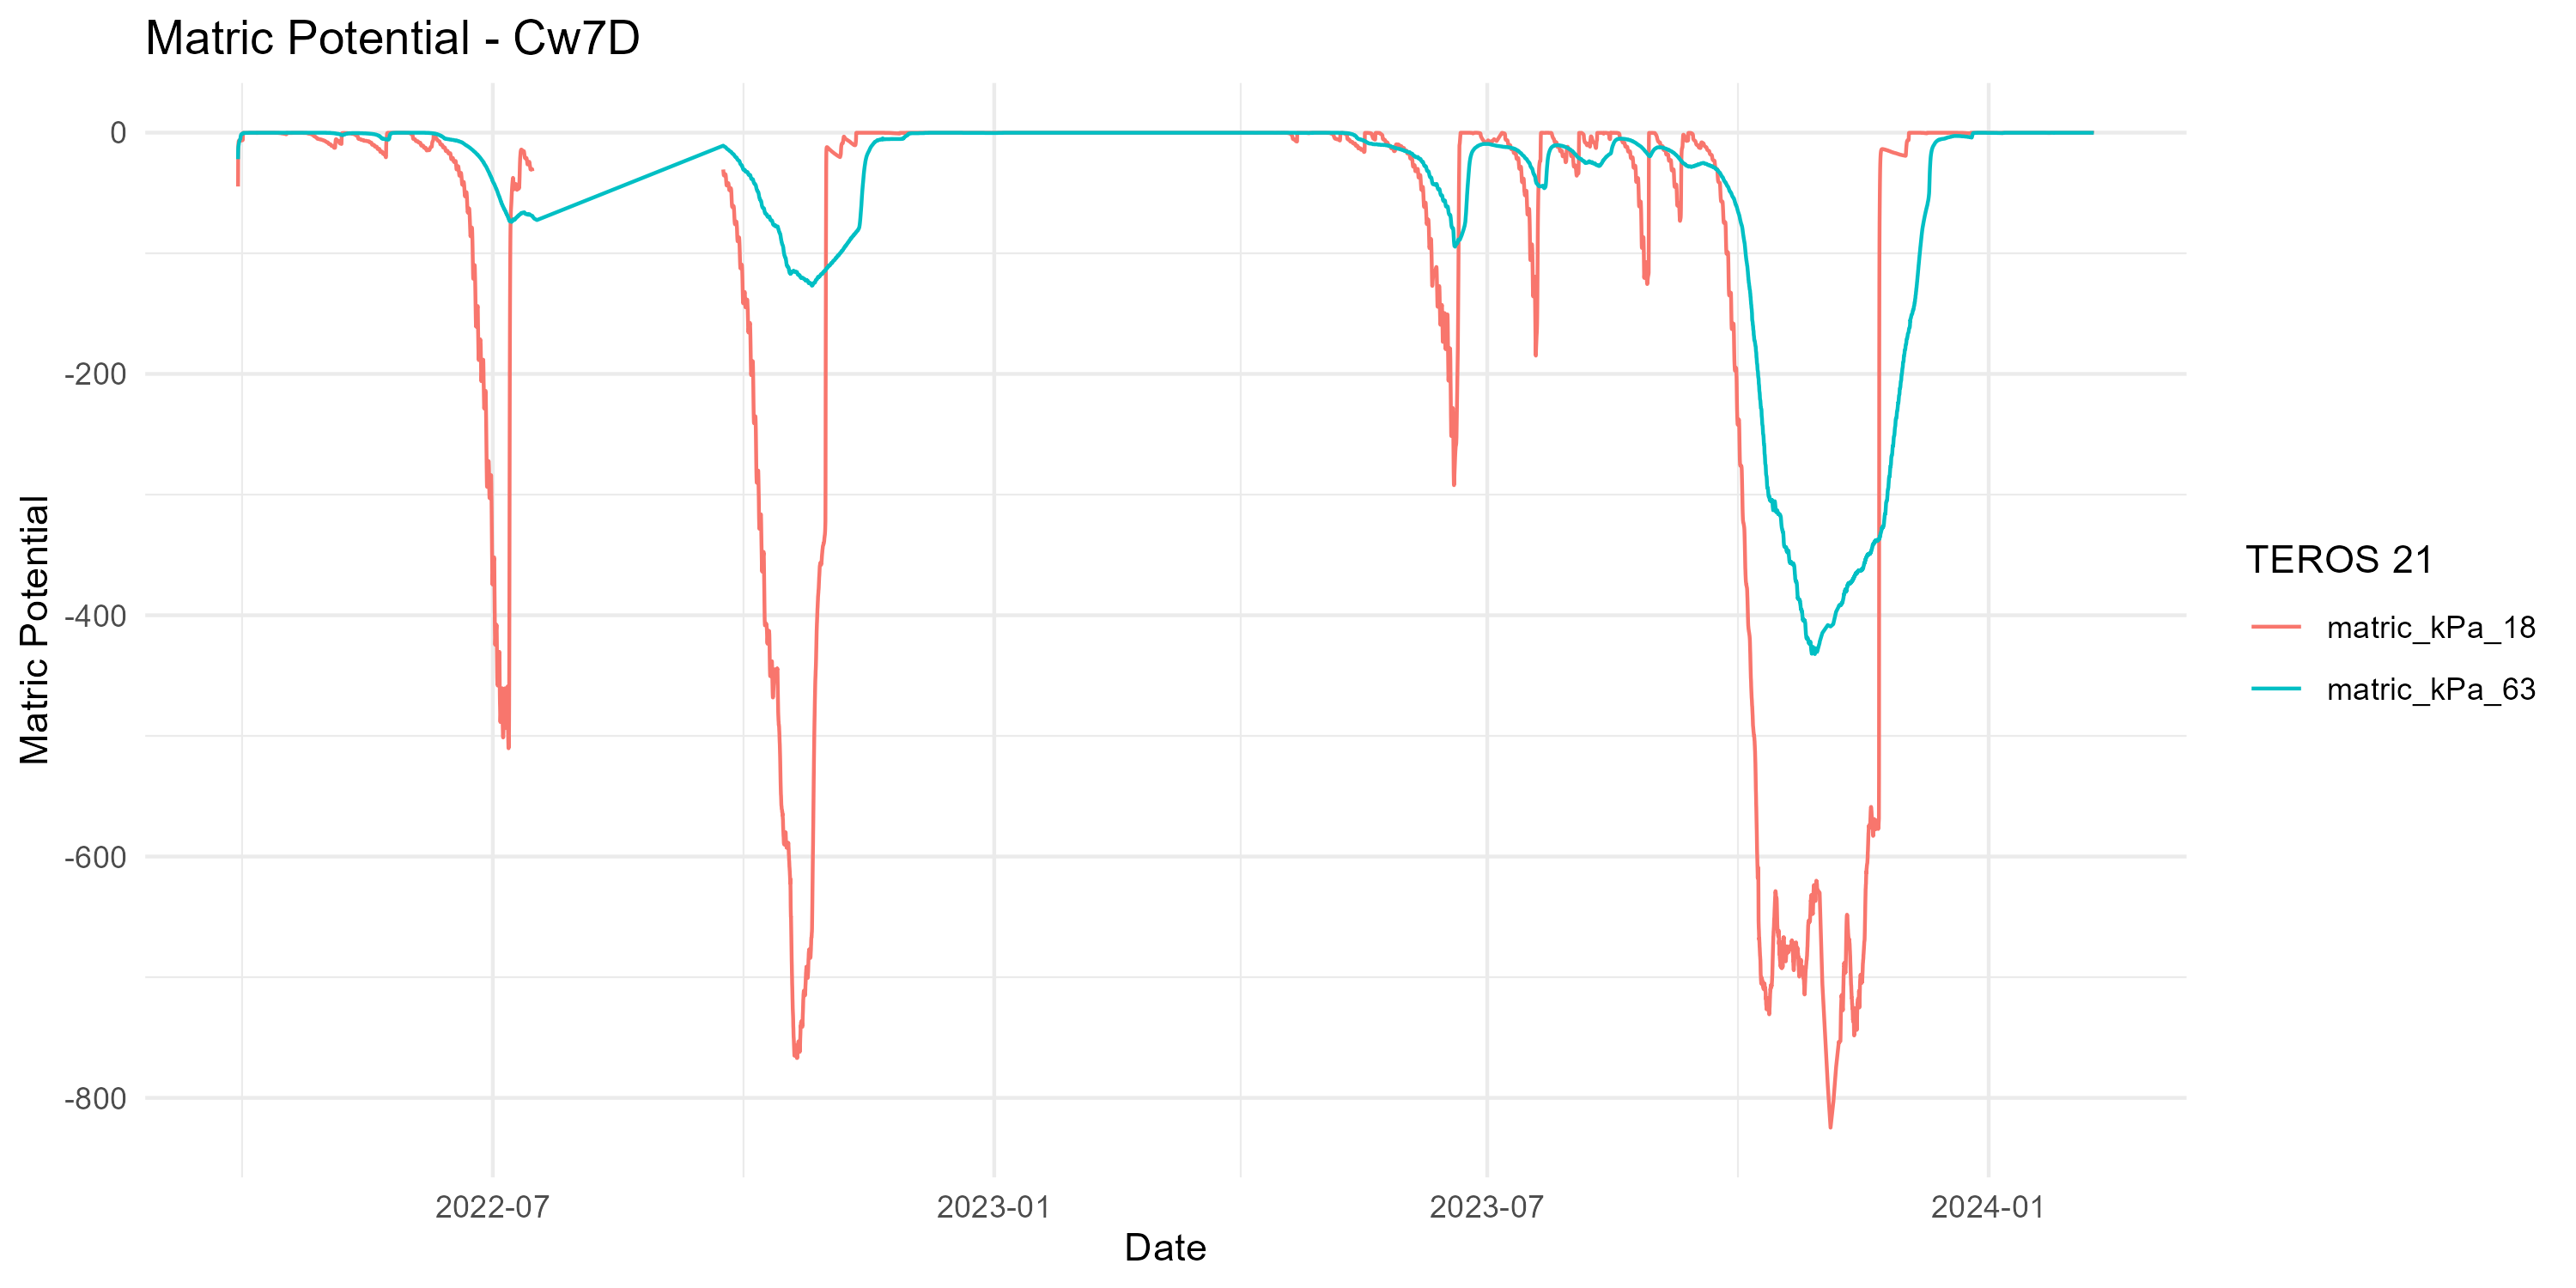 Matric Potential - Cw7D
Matric Potential
0
-200
-400
-600
-800
2022-07
2023-01
2023-07
2024-01
Date
TEROS 21
matric_kPa_18
matric_kPa_63